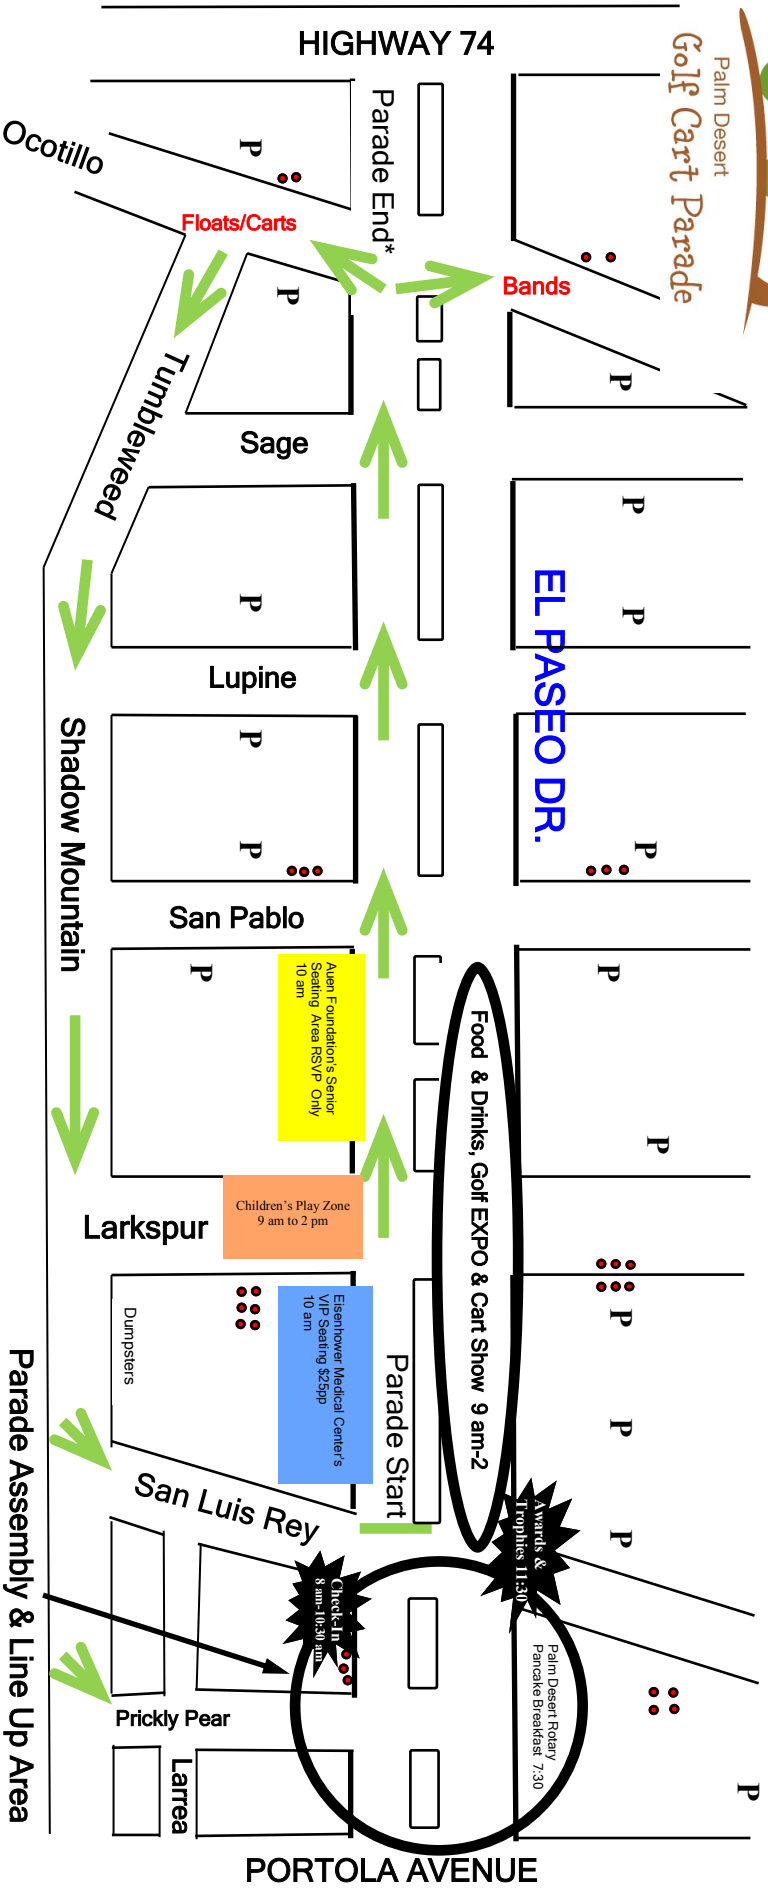 HIGHWAY 74
Palm Desert
Golf Cart Parade
Ocotillo
P
Parade End*
Floats/Carts
Bands
P
P
Tumbleweed
Sage
P
P
P
EL PASEO DR.
Lupine
Shadow Mountain
P
P
P
San Pablo
P
P
Auen Foundation's Senior
Seating Area RSVP Only
10 am
Food & Drinks, Golf EXPO & Cart Show 9 am-2
P
Larkspur
Children's Play Zone
9 am to 2 pm
Dumpsters
Eisenhower Medical Center's
VIP Seating $25pp
10 am
Parade Start
P
P
P
San Luis Rey
Awards &
Trophies 11:30
Check-In
8 am-10:30 am
Parade Assembly & Line Up Area
Palm Desert Rotary
Pancake Breakfast 7:30
Prickly Pear
Larrea
P
PORTOLA AVENUE